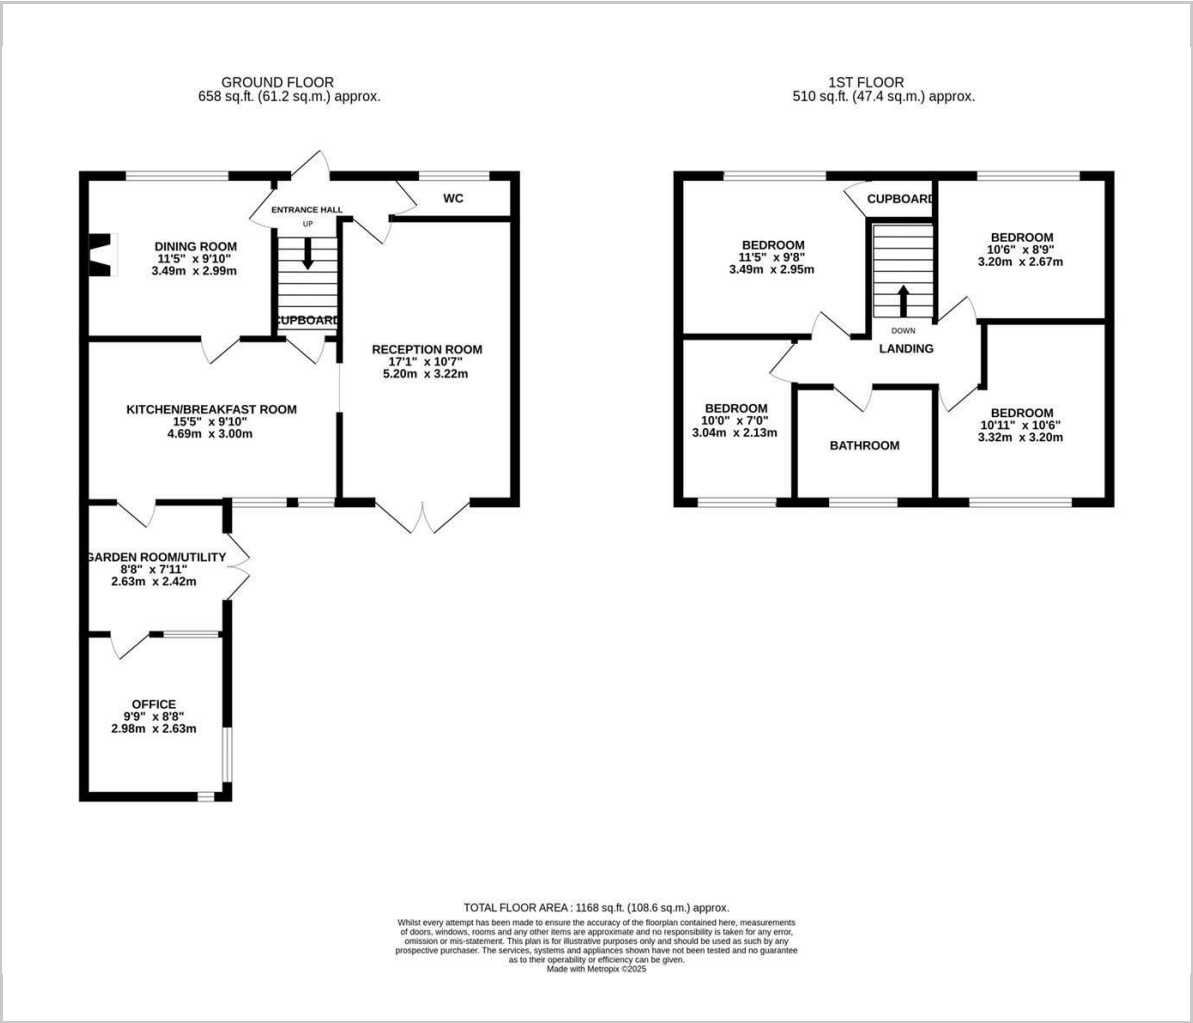 GROUND FLOOR
658 sq.ft. (61.2 sq.m.) approx.
1ST FLOOR
510 sq.ft. (47.4 sq.m.) approx.
WC
ENTRANCE HALL
UP
DINING ROOM
11'5" x 9'10"
3.49m x 2.99m
CUPBOARD
RECEPTION ROOM
17'1" x 10'7"
5.20m x 3.22m
KITCHEN/BREAKFAST ROOM
15'5" x 9'10"
4.69m x 3.00m
GARDEN ROOM/UTILITY
8'8" x 7'11"
2.63m x 2.42m
OFFICE
9'9" x 8'8"
2.98m x 2.63m
CUPBOARD
BEDROOM
11'5" x 9'8"
3.49m x 2.95m
BEDROOM
10'6" x 8'9"
3.20m x 2.67m
DOWN
LANDING
BEDROOM
10'0" x 7'0"
3.04m x 2.13m
BATHROOM
BEDROOM
10'11" x 10'6"
3.32m x 3.20m
TOTAL FLOOR AREA : 1168 sq.ft. (108.6 sq.m.) approx.
Whilst every attempt has been made to ensure the accuracy of the floorplan contained here, measurements
of doors, windows, rooms and any other items are approximate and no responsibility is taken for any error,
omission or mis-statement. This plan is for illustrative purposes only and should be used as such by any
prospective purchaser. The services, systems and appliances shown have not been tested and no guarantee
as to their operability or efficiency can be given.
Made with Metropix ©2025